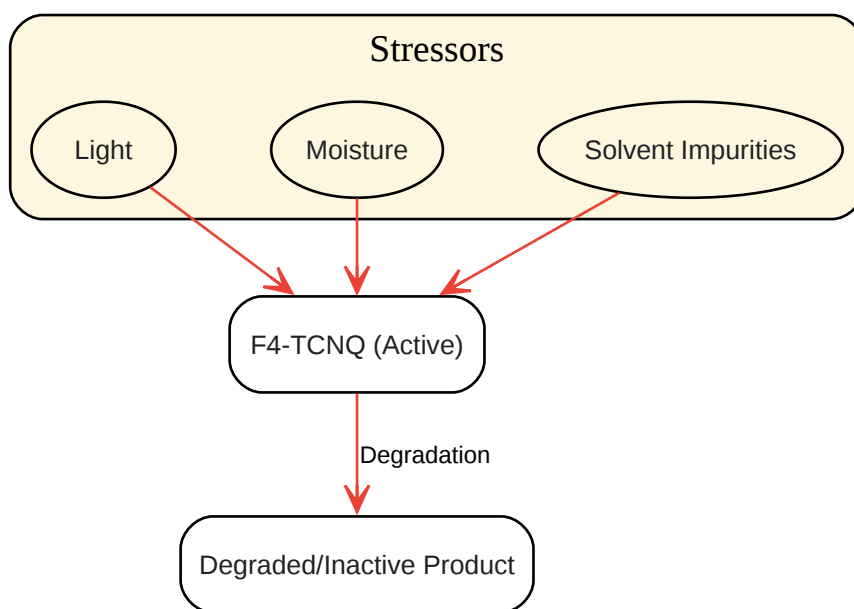 Stressors
Light
Moisture
Solvent Impurities
F4-TCNQ (Active)
Degradation
Degraded/Inactive Product